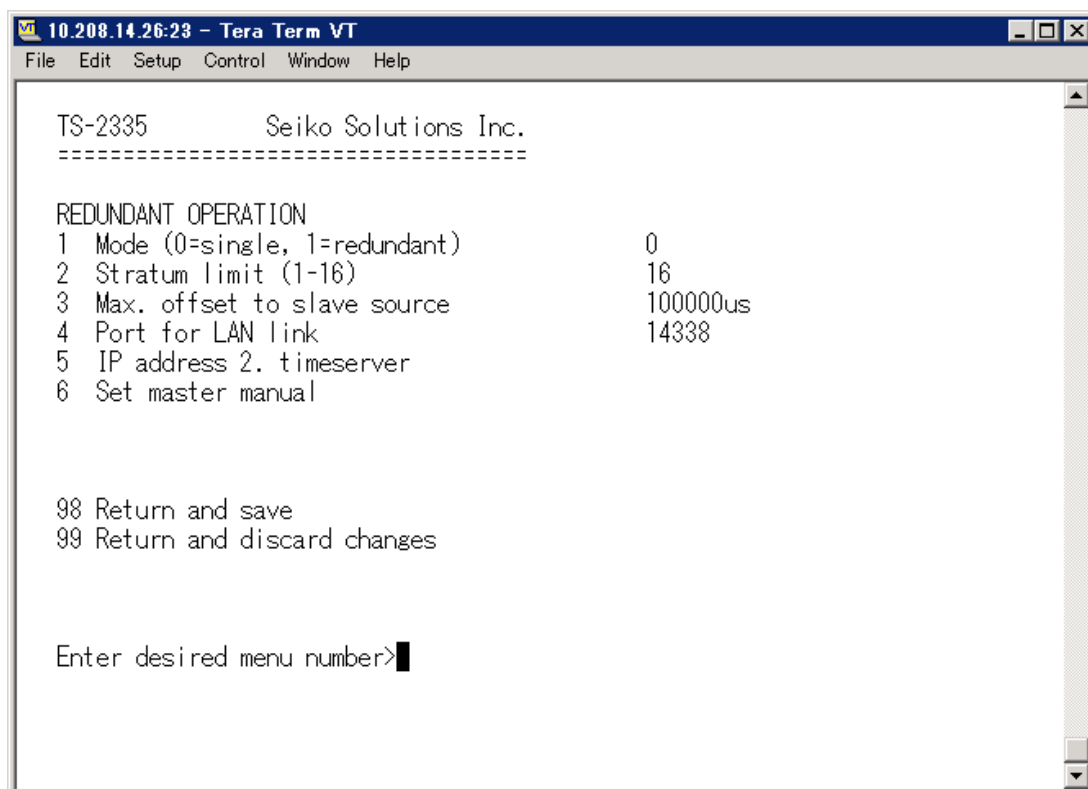 10.208.14.26:23 - Tera Term VT
File Edit Setup Control Window Help
TS-2335 Seiko Solutions Inc.
====================================
REDUNDANT OPERATION
1 Mode (0=single, 1=redundant) 0
2 Stratum limit (1-16) 16
3 Max. offset to slave source 100000us
4 Port for LAN link 14338
5 IP address 2. timeserver
6 Set master manual
98 Return and save
99 Return and discard changes
Enter desired menu number>